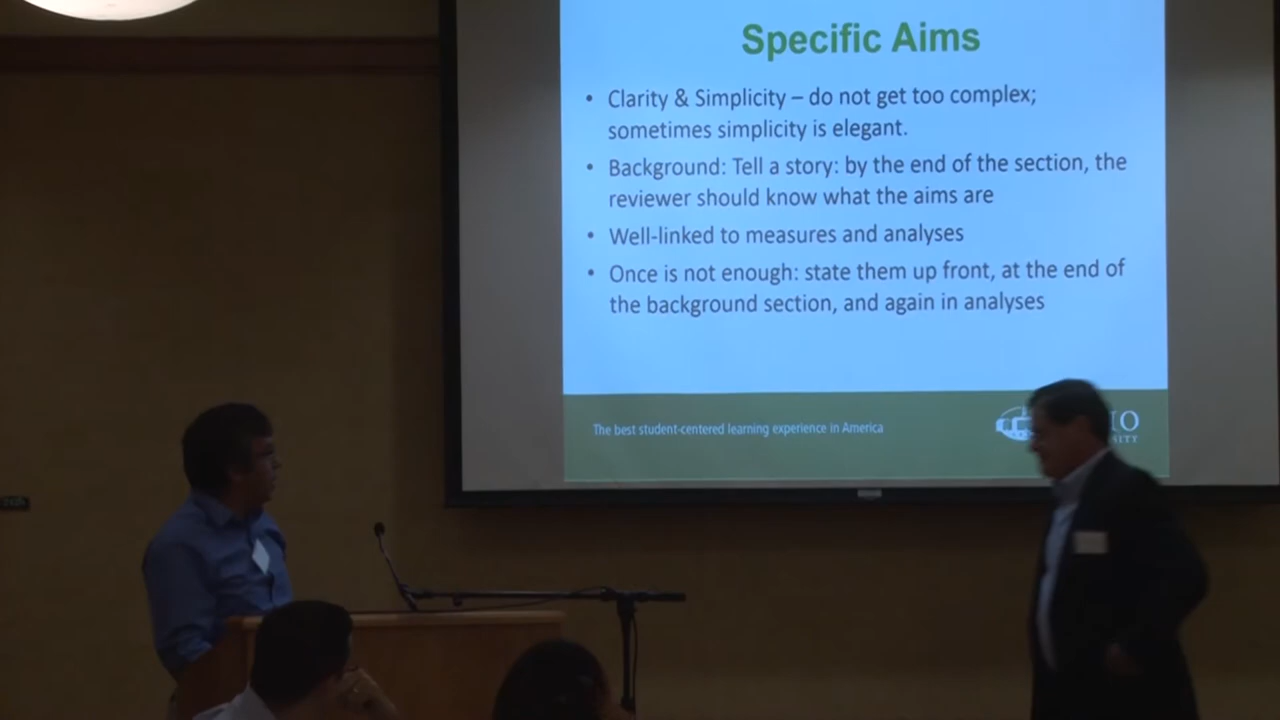 Specific Aims
• Clarity & Simplicity – do not get too complex;
sometimes simplicity is elegant.
• Background: Tell a story: by the end of the section, the
reviewer should know what the aims are
• Well-linked to measures and analyses
• Once is not enough: state them up front, at the end of
the background section, and again in analyses
The best student-centered learning experience in America